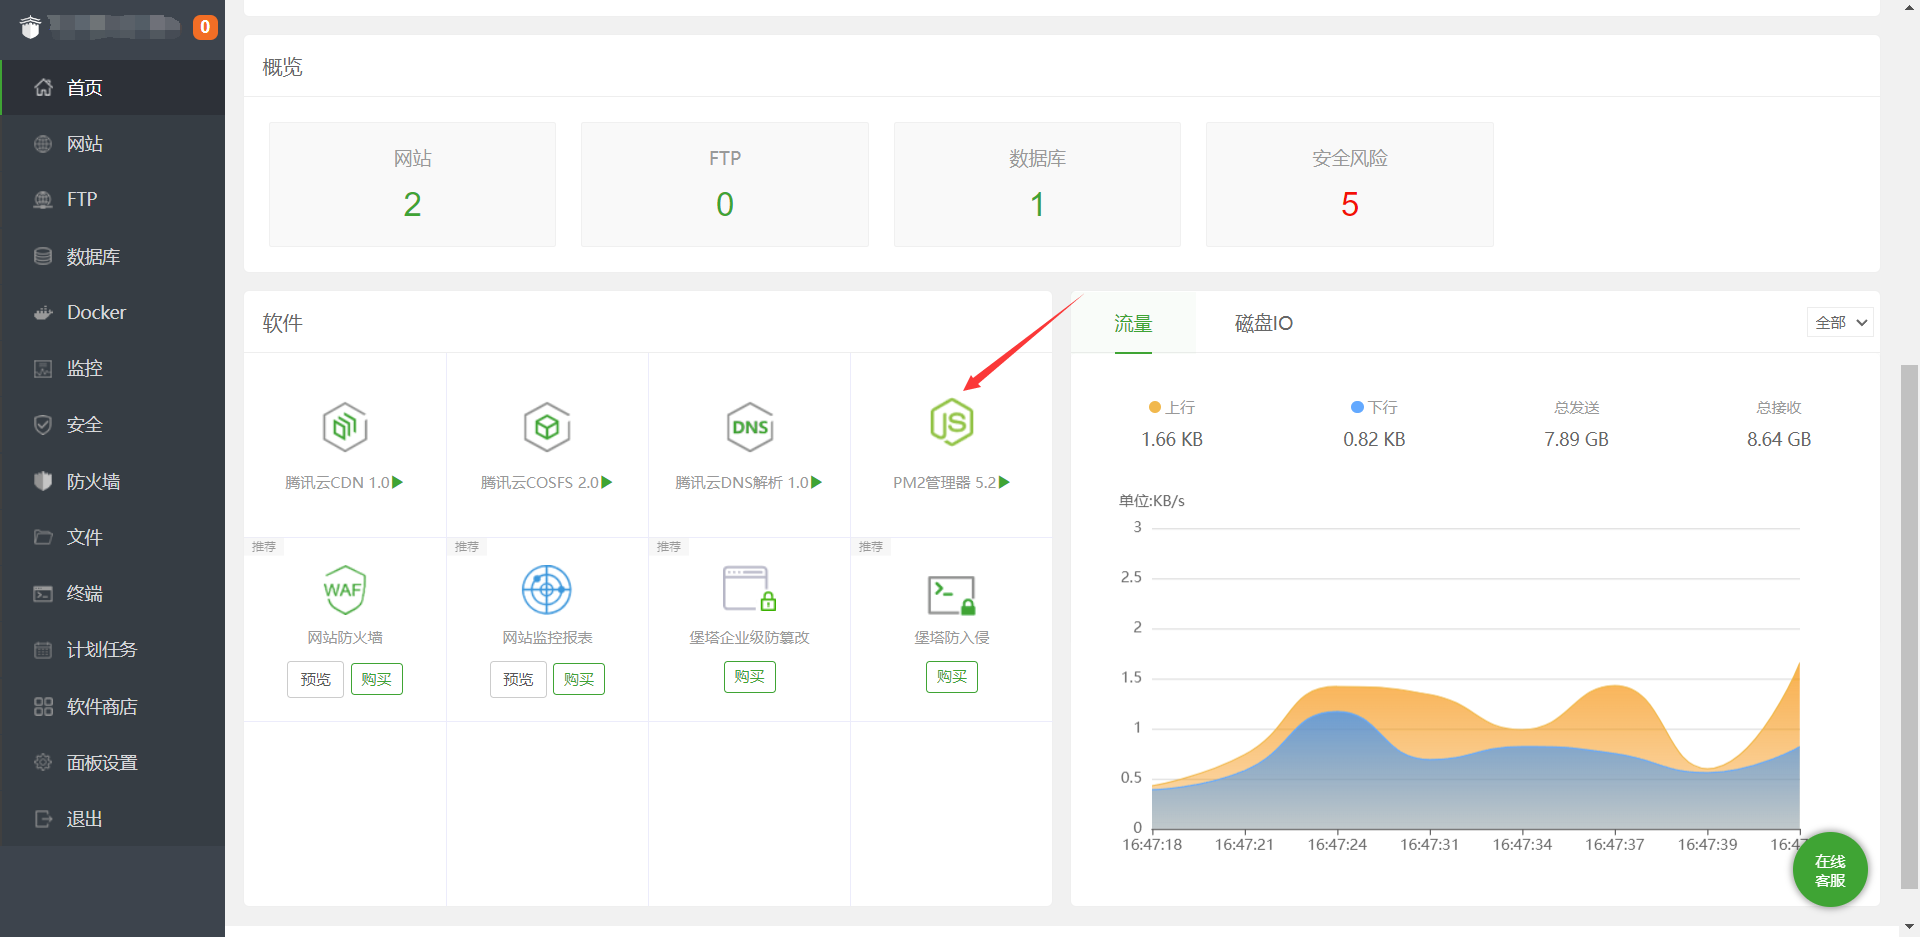 0
首页
网站
FTP
数据库
Docker
监控
安全
防火墙
文件
终端
计划任务
软件商店
面板设置
退出
概览
网站
2
FTP
0
数据库
1
安全风险
5
软件
腾讯云CDN 1.0
腾讯云COSFS 2.0
DNS
腾讯云DNS解析 1.0
JS
PM2管理器 5.2
推荐
WAF
网站防火墙
预览 购买
推荐
网站监控报表
预览 购买
推荐
堡塔企业级防篡改
购买
推荐
堡塔防入侵
购买
流量 磁盘IO 全部
上行
1.66 KB
下行
0.82 KB
总发送
7.89 GB
总接收
8.64 GB
单位:KB/s
3
2.5
2
1.5
1
0.5
0
16:47:18 16:47:21 16:47:24 16:47:31 16:47:34 16:47:37 16:47:39 16:47
在线
客服